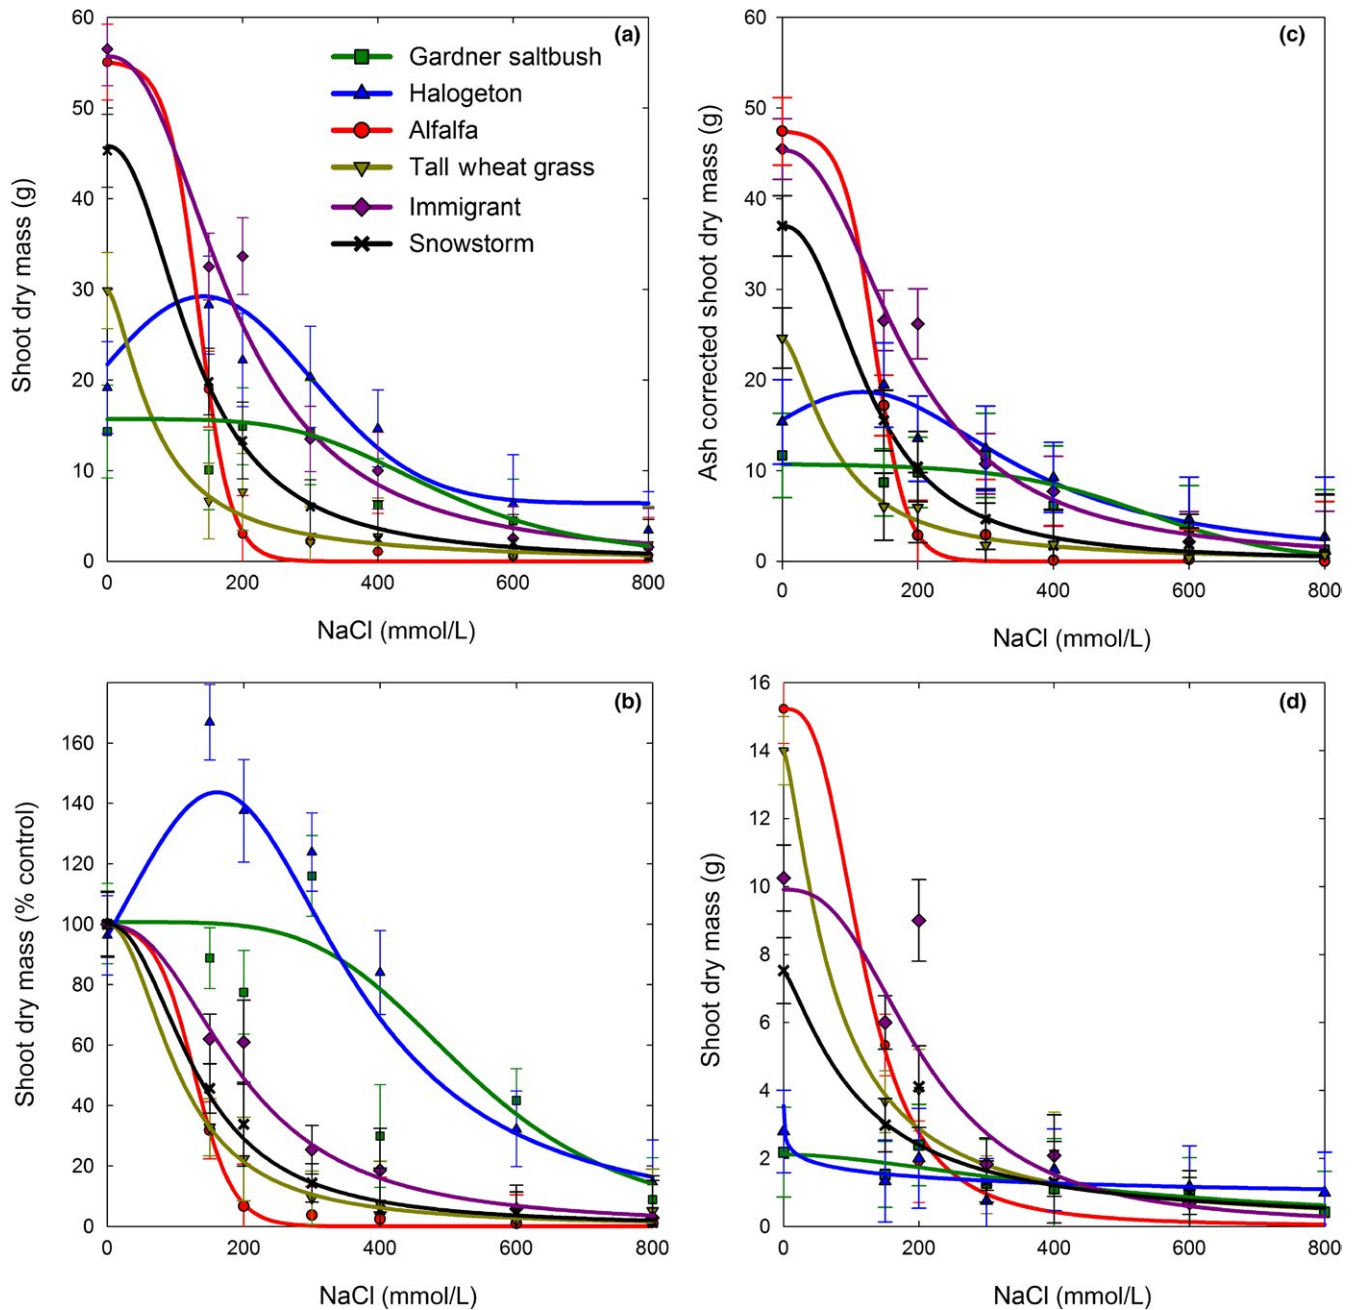 (a)
60
50
40
30
20
10
0
Shoot dry mass (g)
Gardner saltbush
Halogeton
Alfalfa
Tall wheat grass
Immigrant
Snowstorm
0 200 400 600 800
NaCl (mmol/L)
(c)
60
50
40
30
20
10
0
Ash corrected shoot dry mass (g)
0 200 400 600 800
NaCl (mmol/L)
(b)
160
140
120
100
80
60
40
20
0
Shoot dry mass (% control)
0 200 400 600 800
NaCl (mmol/L)
(d)
16
14
12
10
8
6
4
2
0
Shoot dry mass (g)
0 200 400 600 800
NaCl (mmol/L)